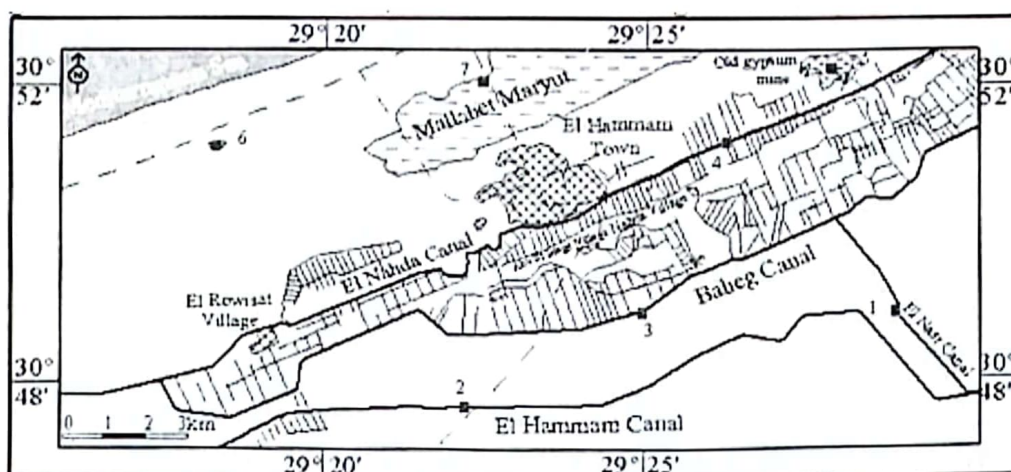 29° 20'
29° 25'
30°
52'
30°
52'
N
7
Old gypsum
mine
6
Mallahet Maryut
El Hammam
Town
4
El Nahda Canal
Babeg Canal
El Rowisat
Village
1
El Nasr Canal
3
30°
48'
30°
48'
2
0 1 2 3km
El Hammam Canal
29° 20'
29° 25'